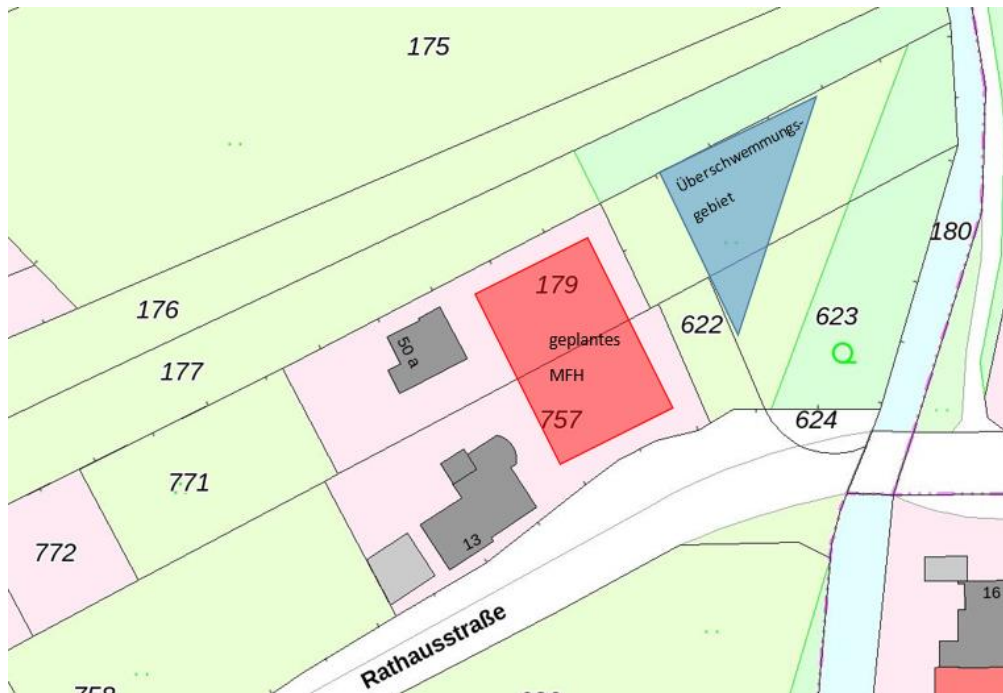 175
Überschwemmungs-
gebiet
180
179
176
622
623
geplantes
177
MFH
50 a
757
624
771
13
772
16
Rathausstraße
758